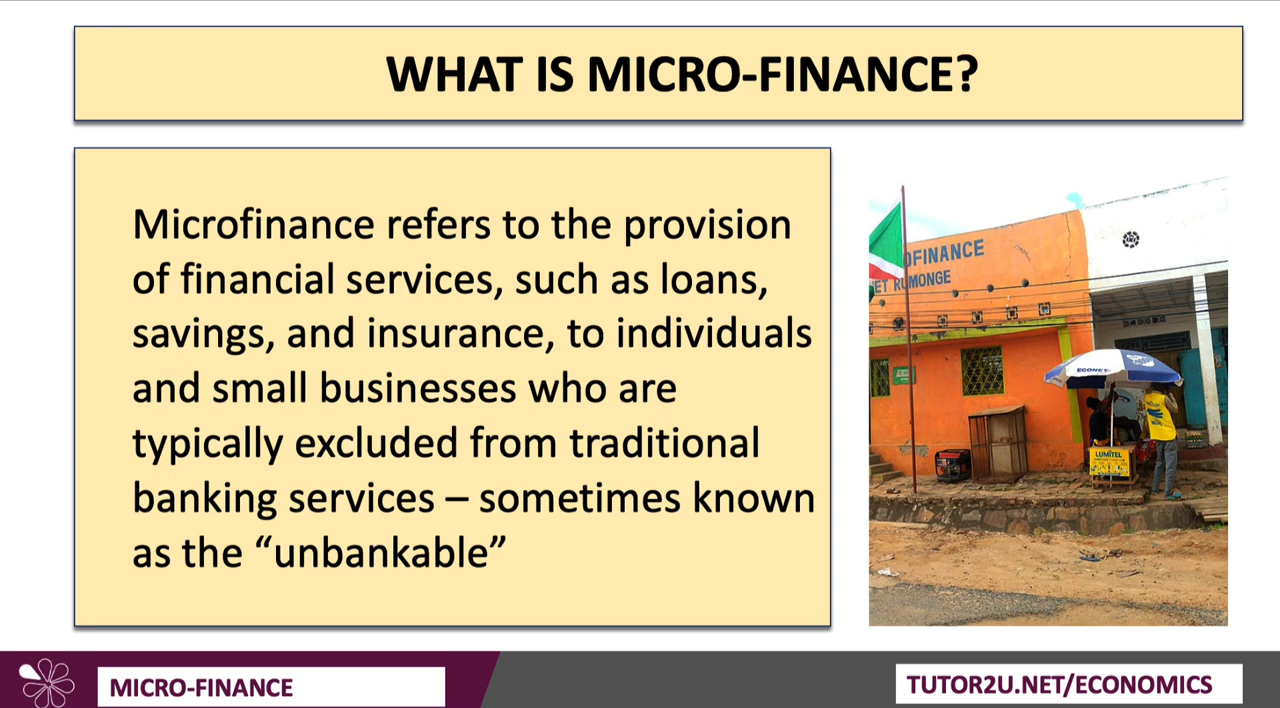 WHAT IS MICRO-FINANCE?
Microfinance refers to the provision
of financial services, such as loans,
savings, and insurance, to individuals
and small businesses who are
typically excluded from traditional
banking services – sometimes known
as the “unbankable”
OFINANCE
ET RUMONGE
ECONET
LUMITEL
MICRO-FINANCE
TUTOR2U.NET/ECONOMICS